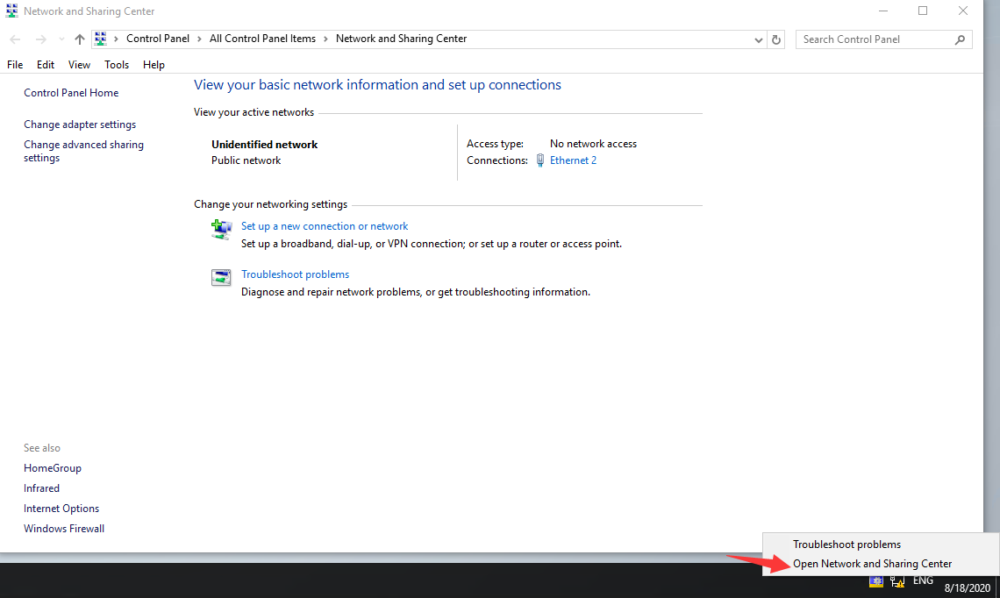 Network and Sharing Center
Control Panel > All Control Panel Items > Network and Sharing Center
Search Control Panel
File Edit View Tools Help
Control Panel Home
Change adapter settings
Change advanced sharing
settings
View your basic network information and set up connections
View your active networks
Unidentified network
Public network
Access type: No network access
Connections: Ethernet 2
Change your networking settings
Set up a new connection or network
Set up a broadband, dial-up, or VPN connection; or set up a router or access point.
Troubleshoot problems
Diagnose and repair network problems, or get troubleshooting information.
See also
HomeGroup
Infrared
Internet Options
Windows Firewall
Troubleshoot problems
Open Network and Sharing Center
ENG
8/18/2020